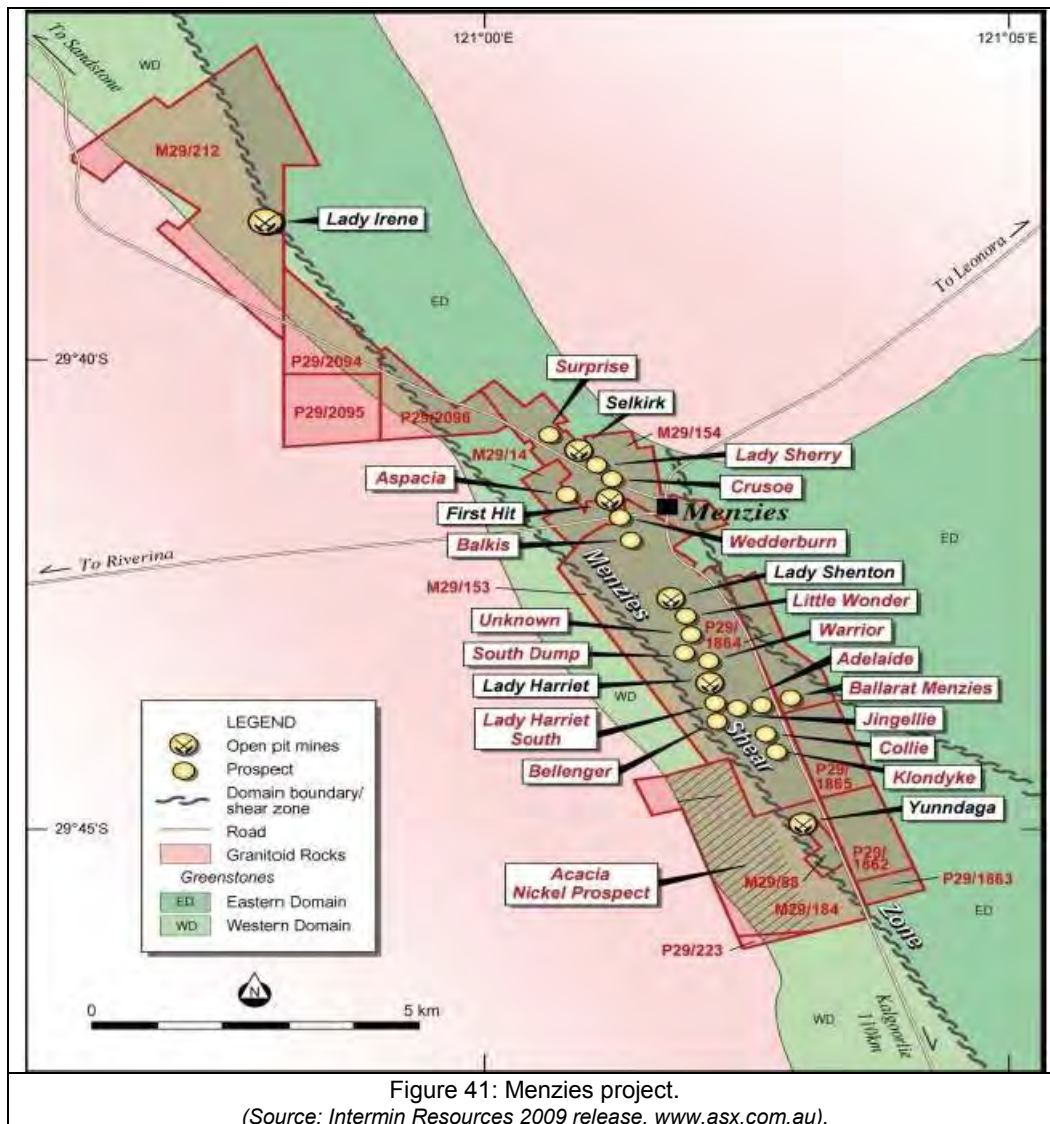 121°00'E
121°05'E
To Sandstone
WD
M29/212
Lady Irene
To Leonora
ED
29°40'S
P29/2094
P29/2095
P29/2096
Surprise
Selkirk
M29/154
M29/14
Lady Sherry
Aspacia
Crusoe
First Hit
Menzies
Balkis
Wedderburn
ED
To Riverina
Menzies
Lady Shenton
M29/153
Little Wonder
Unknown
P29/
1864
Warrior
South Dump
Adelaide
Lady Harriet
WD
Ballarat Menzies
Lady Harriet
South
Jingellie
Shear
Collie
Bellenger
Klondyke
P29/
1865
Yunndaga
29°45'S
P29/
1862
Acacia
Nickel Prospect
M29/88
P29/1863
M29/184
ED
Zone
P29/223
WD
Kalgoorlie
110km
LEGEND
Open pit mines
Prospect
Domain boundary/
shear zone
Road
Granitoid Rocks
Greenstones
ED Eastern Domain
WD Western Domain
N
0 5 km
Figure 41: Menzies project.
(Source: Intermin Resources 2009 release, www.asx.com.au).